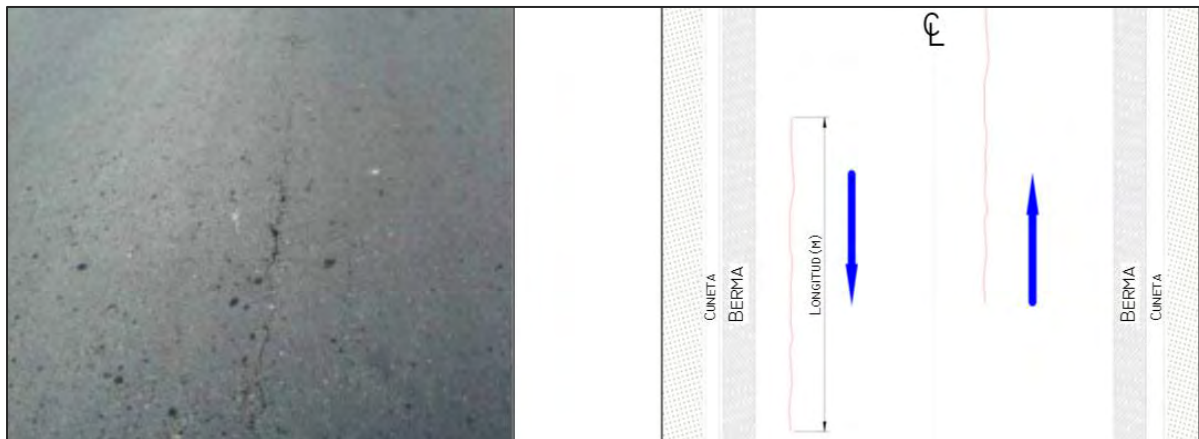 ℄
CUNETA
BERMA
LONGITUD (M)
BERMA
CUNETA